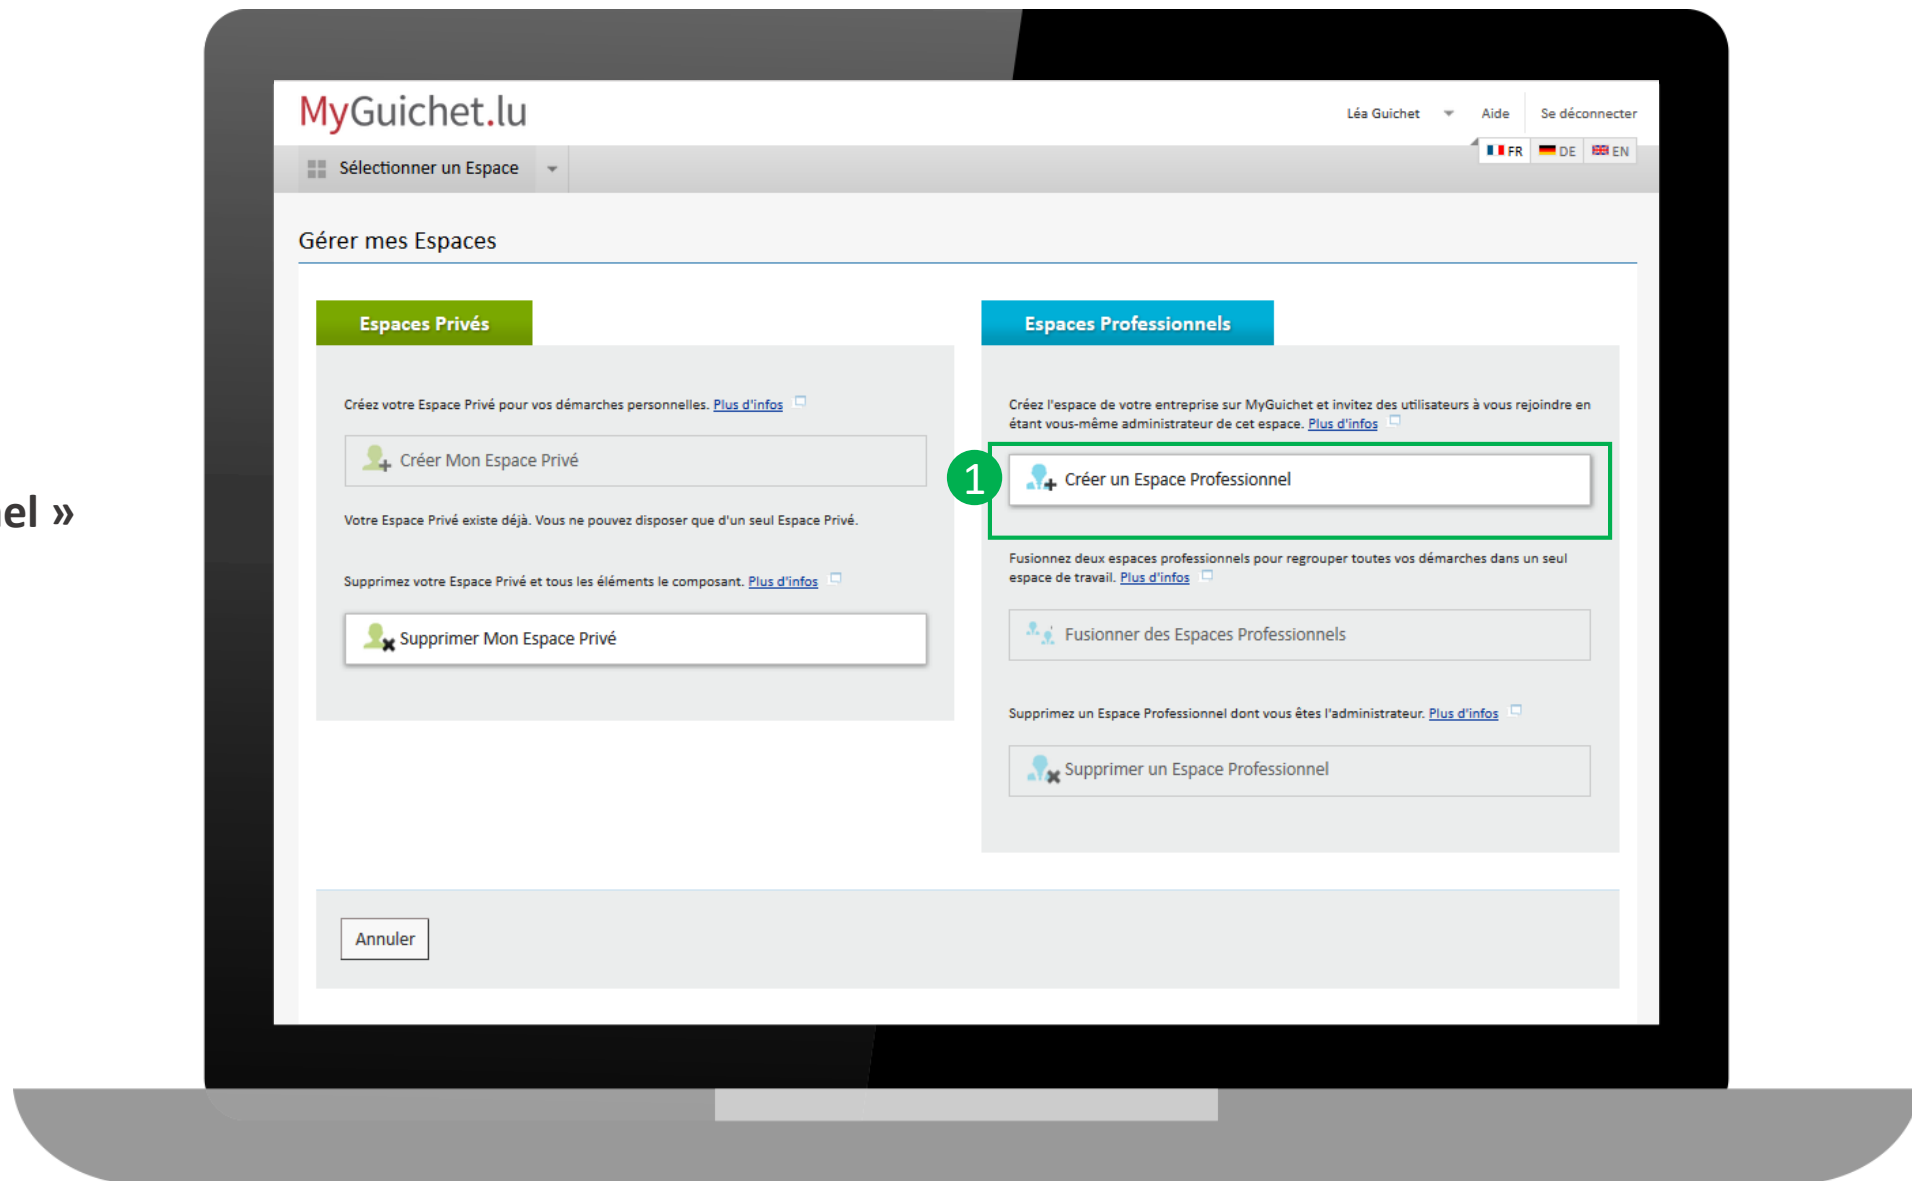 MyGuichet.lu
Léa Guichet Aide Se déconnecter
FR DE EN
Sélectionner un Espace
Gérer mes Espaces
Espaces Privés
Créez votre Espace Privé pour vos démarches personnelles. Plus d'infos
Créer Mon Espace Privé
Votre Espace Privé existe déjà. Vous ne pouvez disposer que d'un seul Espace Privé.
Supprimez votre Espace Privé et tous les éléments le composant. Plus d'infos
Supprimer Mon Espace Privé
Espaces Professionnels
Créez l'espace de votre entreprise sur MyGuichet et invitez des utilisateurs à vous rejoindre en
étant vous-même administrateur de cet espace. Plus d'infos
1
Créer un Espace Professionnel
Fusionnez deux espaces professionnels pour regrouper toutes vos démarches dans un seul
espace de travail. Plus d'infos
Fusionner des Espaces Professionnels
Supprimez un Espace Professionnel dont vous êtes l'administrateur. Plus d'infos
Supprimer un Espace Professionnel
Annuler
el »